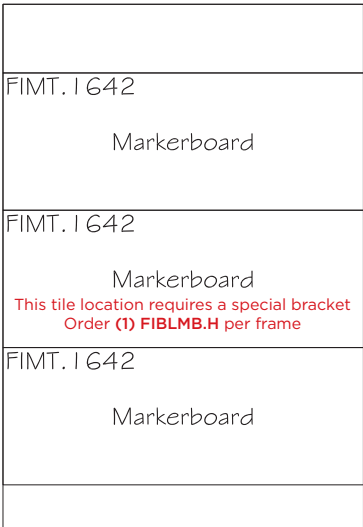 FIMT.1642
Markerboard
FIMT.1642
Markerboard
This tile location requires a special bracket
Order (1) FIBLMB.H per frame
FIMT.1642
Markerboard